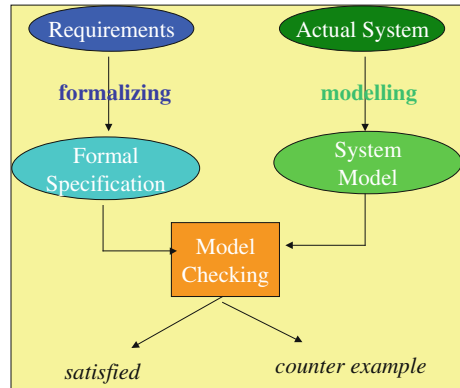 Requirements
Actual System
formalizing
modelling
Formal
Specification
System
Model
Model
Checking
satisfied
counter example